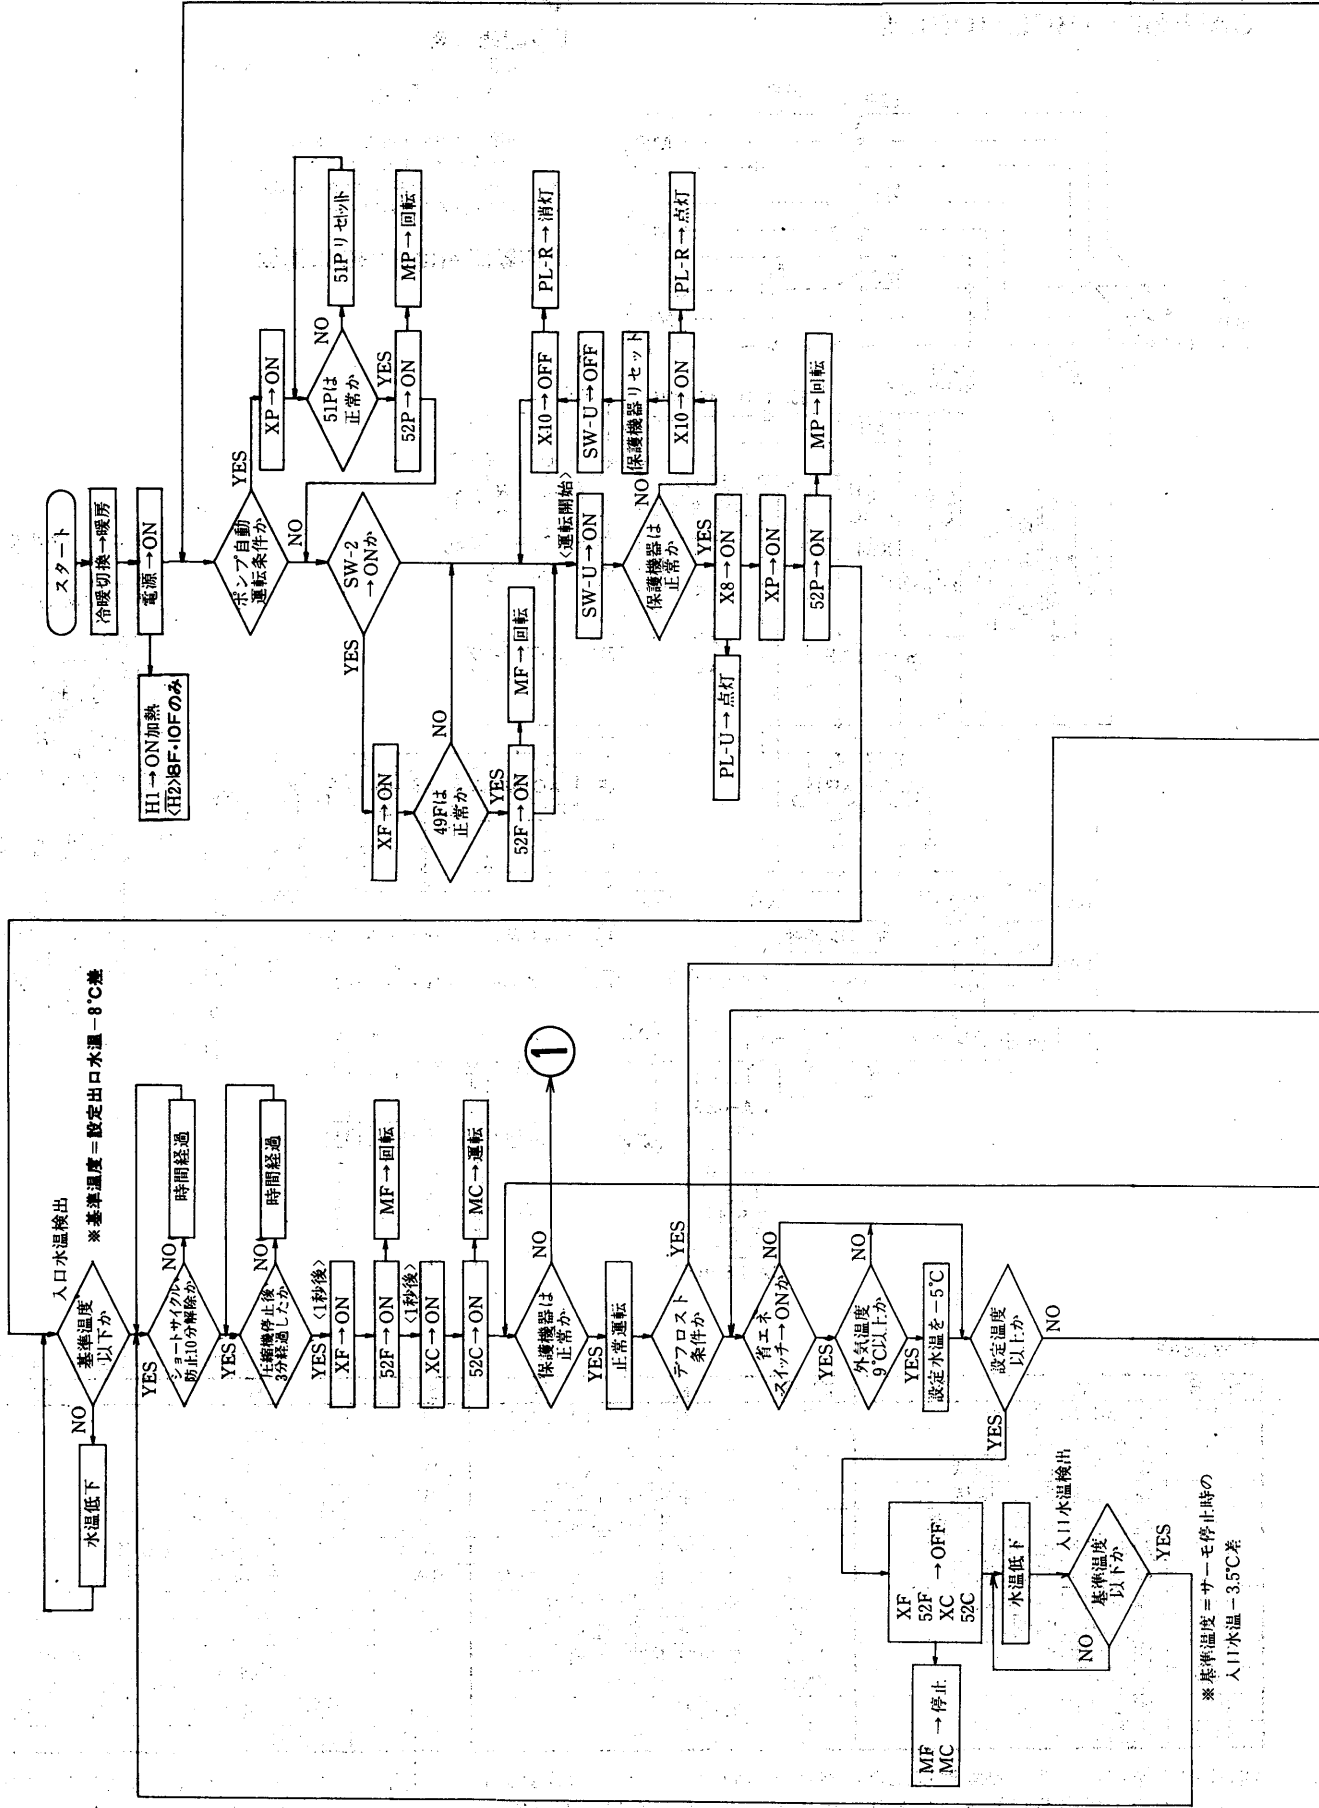 スタート
冷暖切換→暖房
電源→ON
H1→ON加熱
〈H2〉8F・10Fのみ
ポンプ自動
運転条件か
YES
NO
XP→ON
51Pは
正常か
NO
YES
51Pリセット
52P→ON
MP→回転
SW-2
→ONか
YES
XF→ON
49Fは
正常か
NO
YES
52F→ON
MF→回転
〈運転開始〉
SW-U→ON
保護機器は
正常か
NO
YES
X10→ON
PL-R→点灯
保護機器リセット
SW-U→OFF
X10→OFF
PL-R→消灯
X8→ON
PL-U→点灯
XP→ON
52P→ON
MP→回転
入口水温検出
※基準温度=設定出口水温-8℃差
基準温度
以下か
NO
YES
水温低下
ショートサイクル
防止10分解除か
NO
YES
時間経過
圧縮機停止後
3分経過したか
NO
YES
時間経過
〈1秒後〉
XF→ON
52F→ON
MF→回転
〈1秒後〉
XC→ON
52C→ON
MC→運転
保護機器は
正常か
NO
①
YES
正常運転
デフロスト
条件か
YES
省エネ
スイッチ→ONか
NO
YES
外気温度
9℃以上か
NO
YES
設定水温を-5℃
設定温度
以上か
NO
YES
XF
52F →OFF
XC
52C
MF →停止
MC
水温低下
入口水温検出
基準温度
以下か
NO
YES
※基準温度=サーモ停止時の
入口水温-3.5℃差